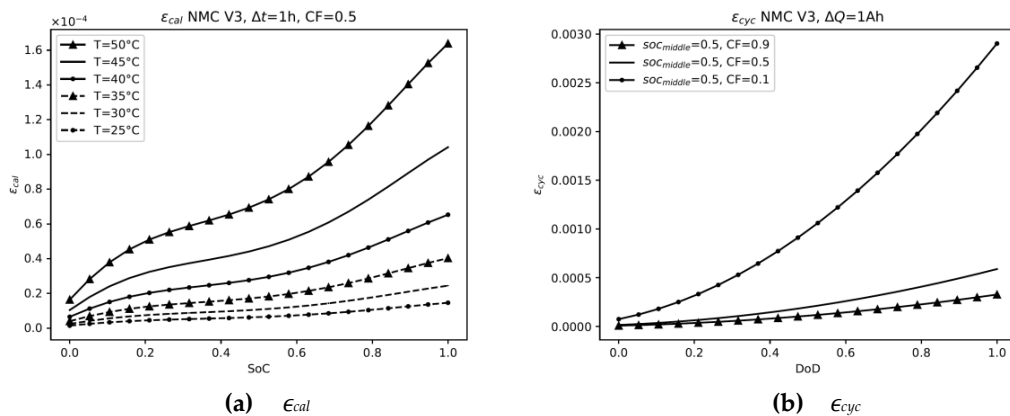 ε_cal NMC V3, Δt=1h, CF=0.5
×10⁻⁴
1.6
1.4
1.2
1.0
0.8
0.6
0.4
0.2
0.0
ε_cal
T=50°C
T=45°C
T=40°C
T=35°C
T=30°C
T=25°C
0.0 0.2 0.4 0.6 0.8 1.0
SoC
(a) ϵcal
ε_cyc NMC V3, ΔQ=1Ah
0.0030
0.0025
0.0020
0.0015
0.0010
0.0005
0.0000
ε_cyc
soc_middle=0.5, CF=0.9
soc_middle=0.5, CF=0.5
soc_middle=0.5, CF=0.1
0.0 0.2 0.4 0.6 0.8 1.0
DoD
(b) ϵcyc